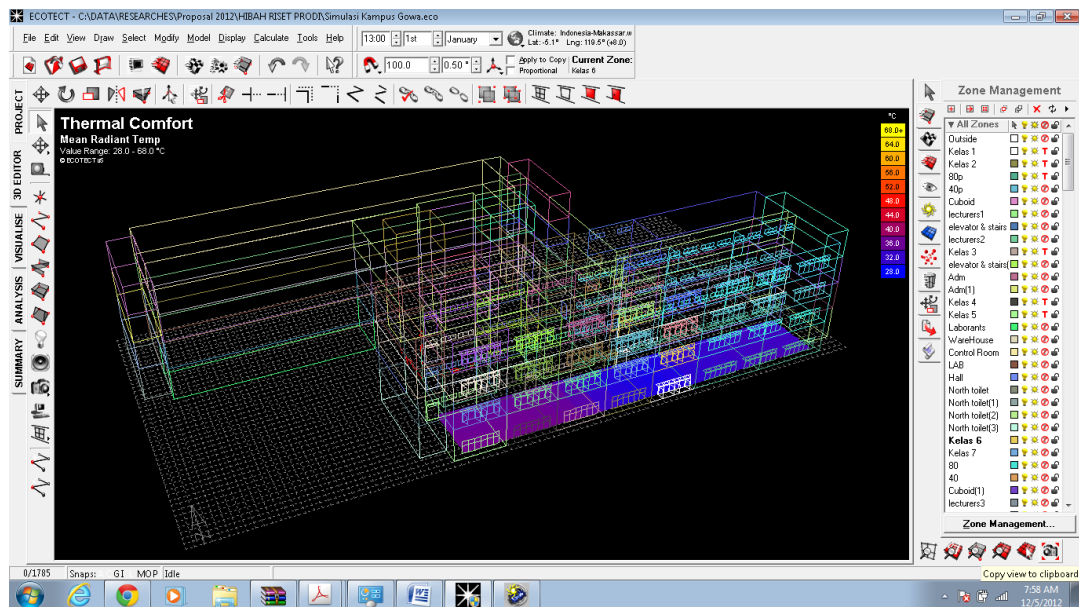 ECOTECT - C:\DATA\RESEARCHES\Proposal 2012\HIBAH RISET PRODI\Simulasi Kampus Gowa.eco
File Edit View Draw Select Modify Model Display Calculate Tools Help
13:00 1st January
Climate: Indonesia-Makassar.w
Lat: -5.1° Lng: 119.5° (+8.0)
100.0 0.50°
Apply to Copy
Proportional
Current Zone:
Kelas 6
PROJECT
3D EDITOR
VISUALISE
ANALYSIS
SUMMARY
Thermal Comfort
Mean Radiant Temp
Value Range: 28.0 - 68.0 °C
© ECOTECT v5
°C
68.0+
64.0
60.0
56.0
52.0
48.0
44.0
40.0
36.0
32.0
28.0
N
Zone Management
All Zones
Outside
Kelas 1
Kelas 2 T
80p T
40p
Cuboid
lecturers1
elevator & stairs
lecturers2
Kelas 3 T
elevator & stairs(
Adm
Adm(1)
Kelas 4 T
Kelas 5 T
Laborants
WareHouse
Control Room
LAB
Hall
North toilet
North toilet(1)
North toilet(2)
North toilet(3)
Kelas 6
Kelas 7
80
40
Cuboid(1)
lecturers3
Zone Management...
0/1785 Snaps: GI MOP Idle
Copy view to clipboard
7:58 AM
12/5/2012